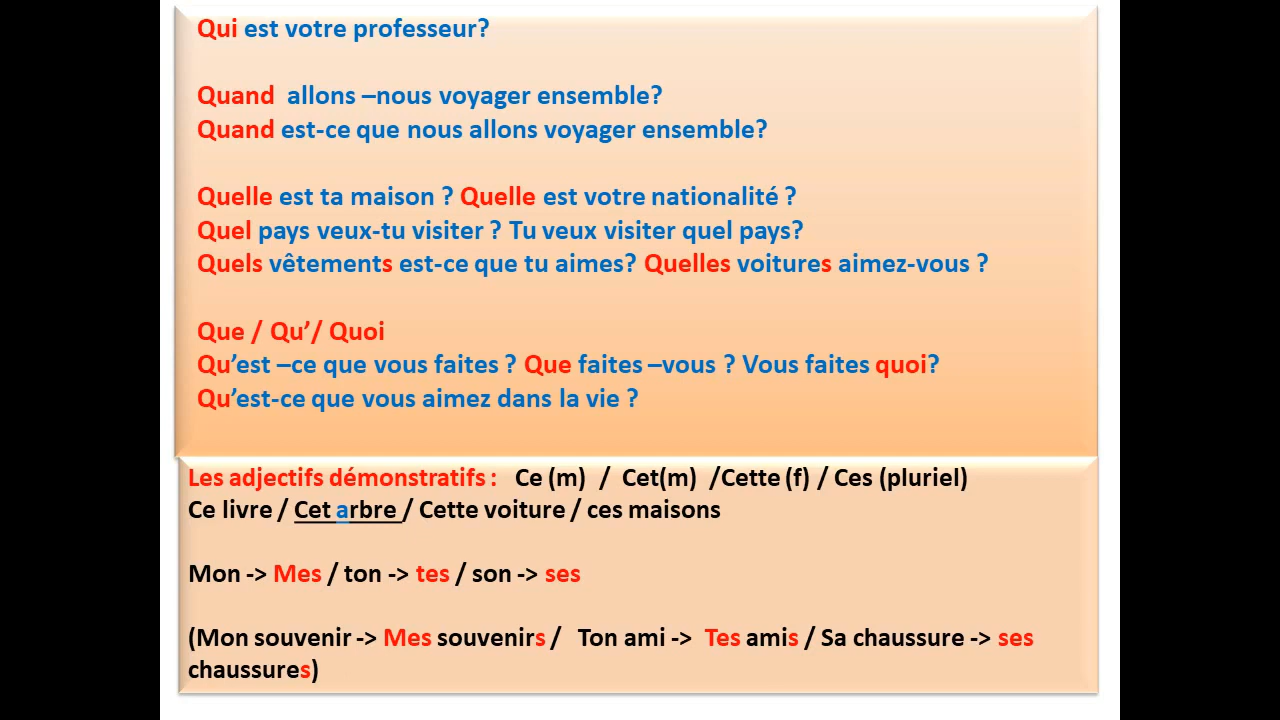 Qui est votre professeur?
Quand allons –nous voyager ensemble?
Quand est-ce que nous allons voyager ensemble?
Quelle est ta maison ? Quelle est votre nationalité ?
Quel pays veux-tu visiter ? Tu veux visiter quel pays?
Quels vêtements est-ce que tu aimes? Quelles voitures aimez-vous ?
Que / Qu’/ Quoi
Qu’est –ce que vous faites ? Que faites –vous ? Vous faites quoi?
Qu’est-ce que vous aimez dans la vie ?
Les adjectifs démonstratifs : Ce (m) / Cet(m) /Cette (f) / Ces (pluriel)
Ce livre / Cet arbre / Cette voiture / ces maisons
Mon -> Mes / ton -> tes / son -> ses
(Mon souvenir -> Mes souvenirs / Ton ami -> Tes amis / Sa chaussure -> ses
chaussures)